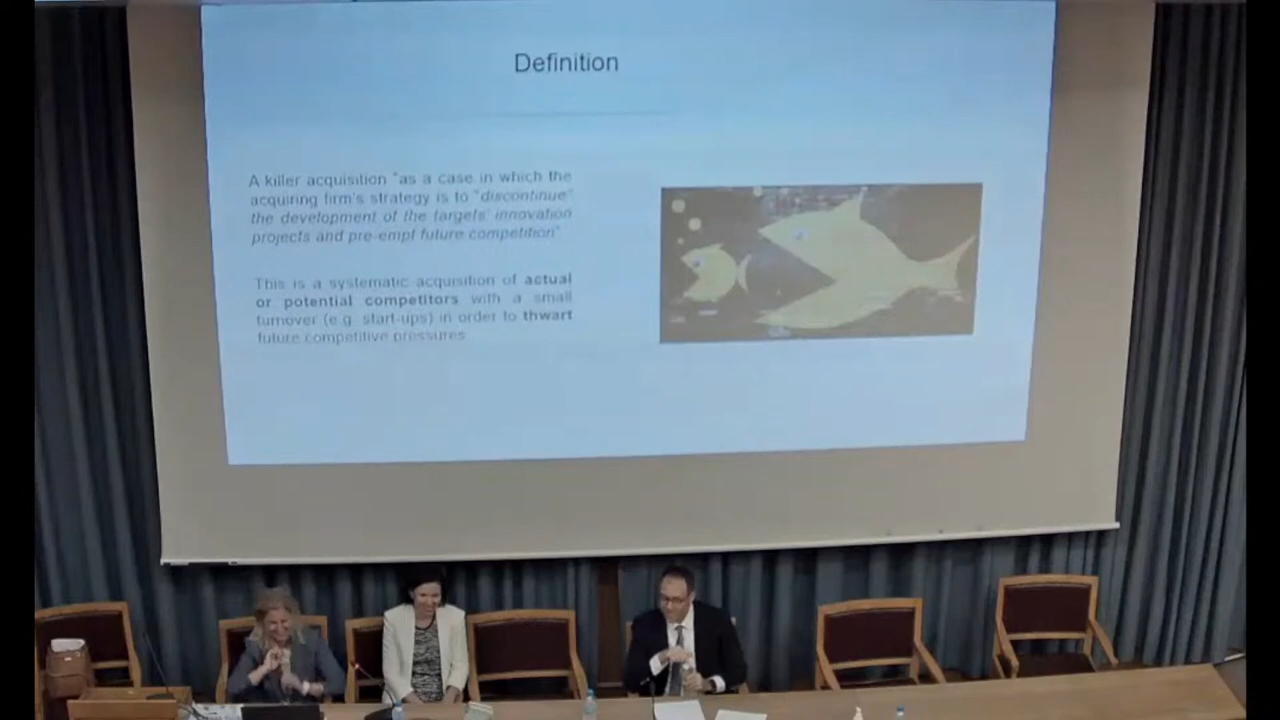 Definition
A killer acquisition "as a case in which the
acquiring firm's strategy is to "discontinue"
the development of the targets' innovation
projects and pre-empt future competition"
This is a systematic acquisition of actual
or potential competitors with a small
turnover (e.g. start-ups) in order to thwart
future competitive pressures